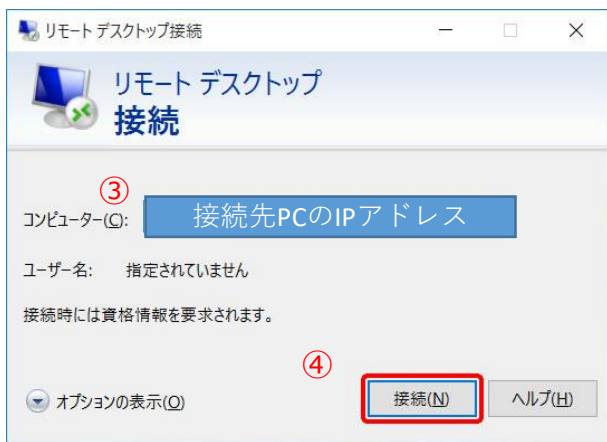 リモート デスクトップ接続
リモート デスクトップ
接続
③
コンピューター(C): 接続先PCのIPアドレス
ユーザー名: 指定されていません
接続時には資格情報を要求されます。
④
オプションの表示(O) 接続(N) ヘルプ(H)